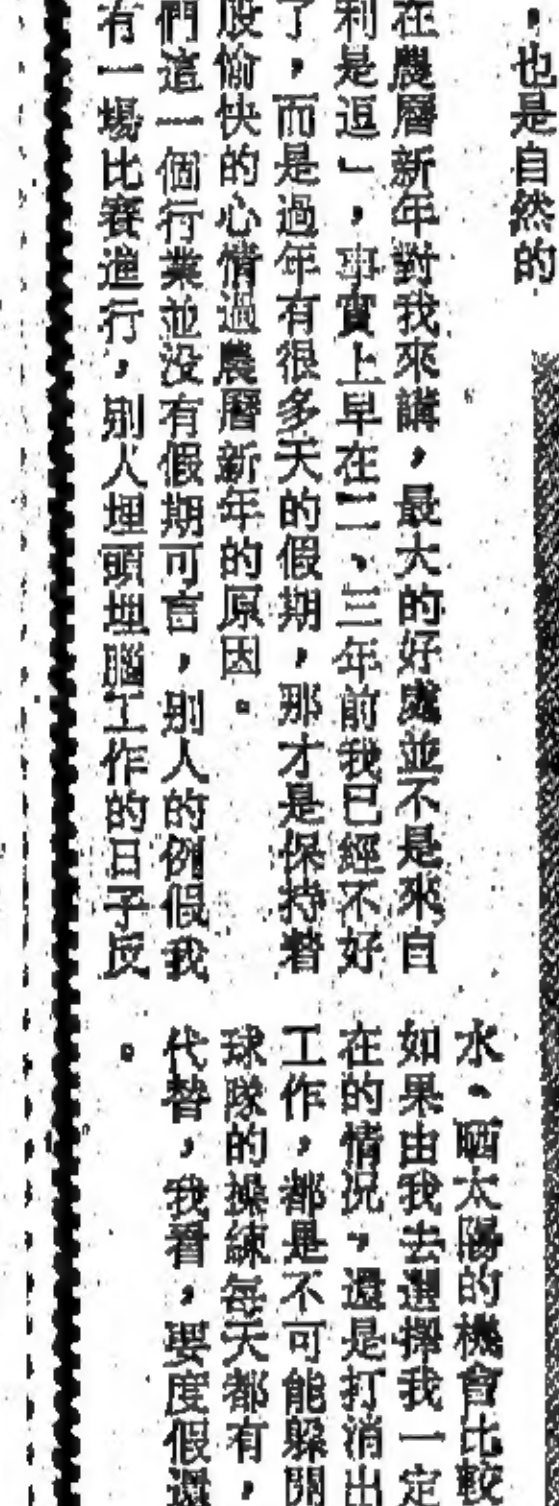 ，也是自然的
在農曆新年對我來講，最大的好處並不是來自
利是逗」，事實上早在二、三年前我已經不好
了，而是過年有很多天的假期，那才是保持着
股愉快的心情過農曆新年的原因。
們這一個行業並没有假期可言，別人的例假我
有一場比賽進行，別人埋頭埋腦工作的日子反
水、晒太陽的機會比較
如果由我去選擇我一定
在的情況，還是打消出
工作，都是不可能躲開
球隊的操練每天都有，
代替，我看，要度假還
。